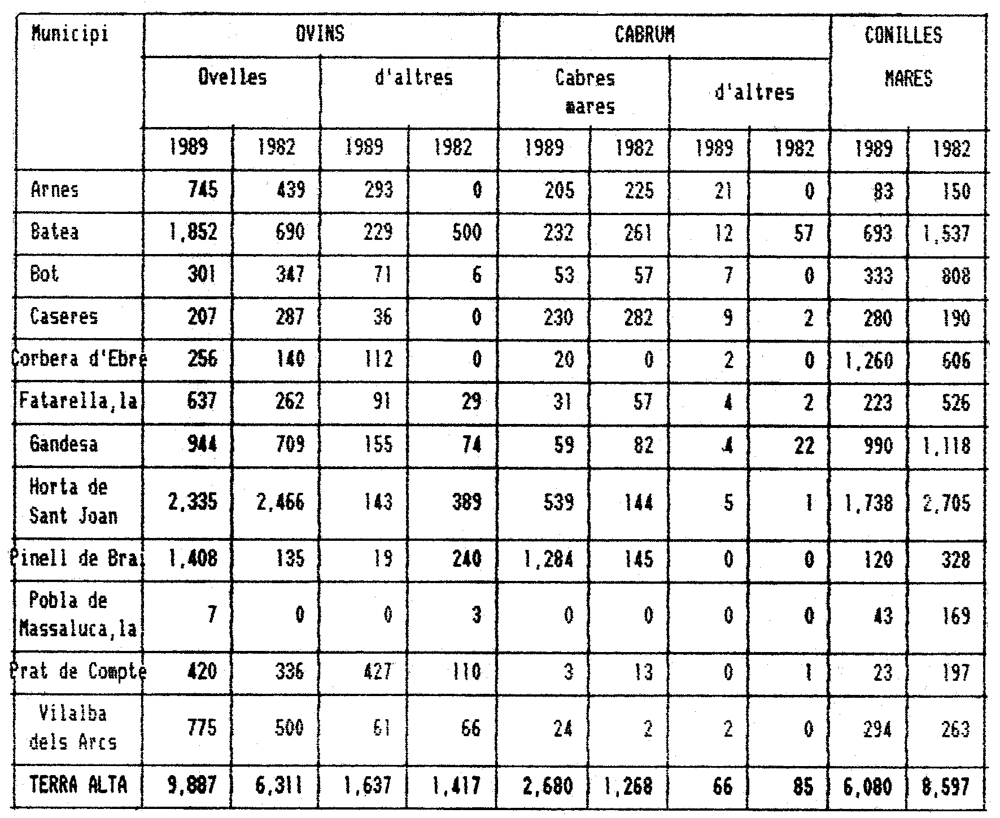 Municipi OVINS CABRUM CONILLES
Ovelles d'altres Cabres d'altres MARES
mares
1989 1982 1989 1982 1989 1982 1989 1982 1989 1982
Arnes 745 439 293 0 205 225 21 0 83 150
Batea 1,852 690 229 500 232 261 12 57 693 1,537
Bot 301 347 71 6 53 57 7 0 333 808
Caseres 207 287 36 0 230 282 9 2 280 190
Corbera d'Ebre 256 140 112 0 20 0 2 0 1,260 606
Fatarella,la 637 262 91 29 31 57 4 2 223 526
Gandesa 944 709 155 74 59 82 4 22 990 1,118
Horta de
Sant Joan 2,335 2,466 143 389 539 144 5 1 1,738 2,705
Pinell de Brai 1,408 135 19 240 1,284 145 0 0 120 328
Pobla de
Massaluca,la 7 0 0 3 0 0 0 0 43 169
Prat de Compte 420 336 427 110 3 13 0 1 23 197
Vilalba
dels Arcs 775 500 61 66 24 2 2 0 294 263
TERRA ALTA 9,887 6,311 1,637 1,417 2,680 1,268 66 85 6,080 8,597